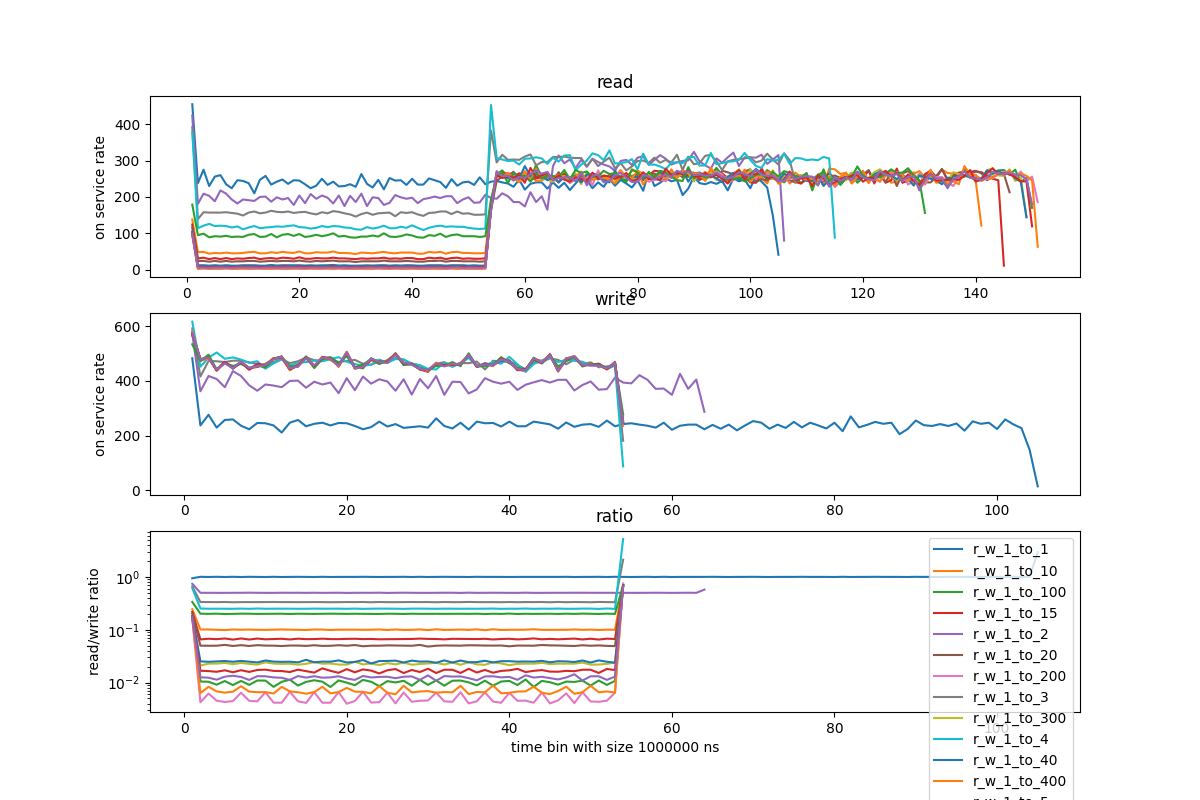 read
on service rate
400
300
200
100
0
0 20 40 60 80 100 120 140
write
on service rate
600
400
200
0
0 20 40 60 80 100
ratio
read/write ratio
10^0
10^-1
10^-2
0 20 40 60 80 100
time bin with size 1000000 ns
r_w_1_to_1
r_w_1_to_10
r_w_1_to_100
r_w_1_to_15
r_w_1_to_2
r_w_1_to_20
r_w_1_to_200
r_w_1_to_3
r_w_1_to_300
r_w_1_to_4
r_w_1_to_40
r_w_1_to_400